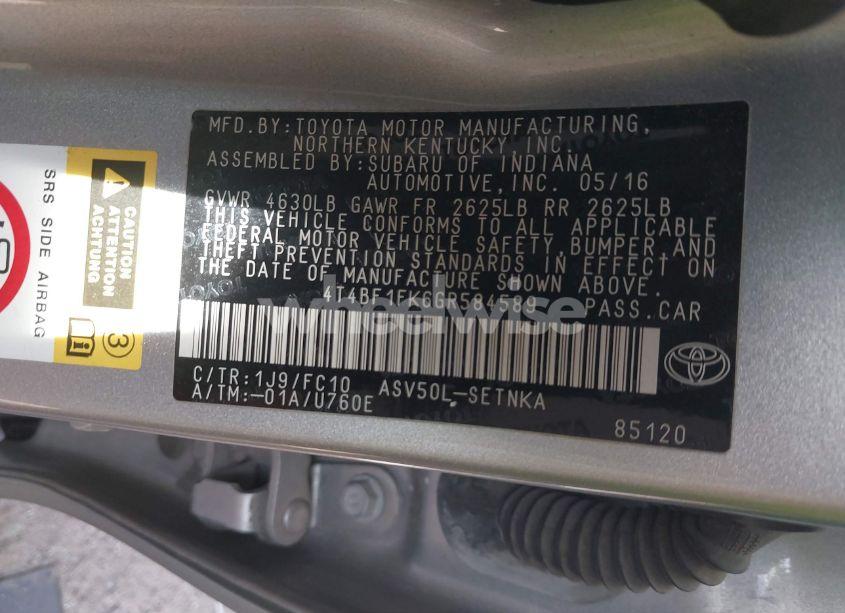 MFD.BY:TOYOTA MOTOR MANUFACTURING,
NORTHERN KENTUCKY, INC.
ASSEMBLED BY:SUBARU OF INDIANA
AUTOMOTIVE,INC. 05/16
GVWR 4630LB GAWR FR 2625LB RR 2625LB
THIS VEHICLE CONFORMS TO ALL APPLICABLE
FEDERAL MOTOR VEHICLE SAFETY, BUMPER, AND
THEFT PREVENTION STANDARDS IN EFFECT ON
THE DATE OF MANUFACTURE SHOWN ABOVE.
4T4BF1FK6GR584589 PASS.CAR
wheelwise
C/TR:1J9/FC10 ASV50L-SETNKA
A/TM:-01A/U760E
85120
SRS SIDE AIRBAG
CAUTION
ATTENTION
ACHTUNG
3